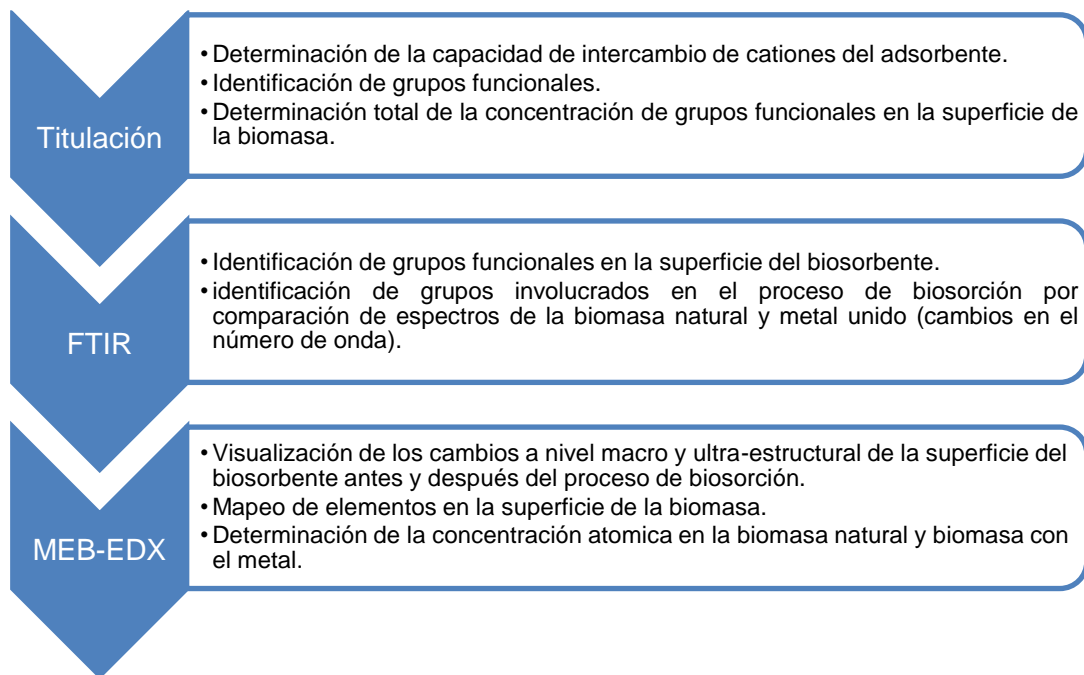 Titulación
• Determinación de la capacidad de intercambio de cationes del adsorbente.
• Identificación de grupos funcionales.
• Determinación total de la concentración de grupos funcionales en la superficie de
la biomasa.
FTIR
• Identificación de grupos funcionales en la superficie del biosorbente.
• identificación de grupos involucrados en el proceso de biosorción por
comparación de espectros de la biomasa natural y metal unido (cambios en el
número de onda).
MEB-EDX
• Visualización de los cambios a nivel macro y ultra-estructural de la superficie del
biosorbente antes y después del proceso de biosorción.
• Mapeo de elementos en la superficie de la biomasa.
• Determinación de la concentración atomica en la biomasa natural y biomasa con
el metal.